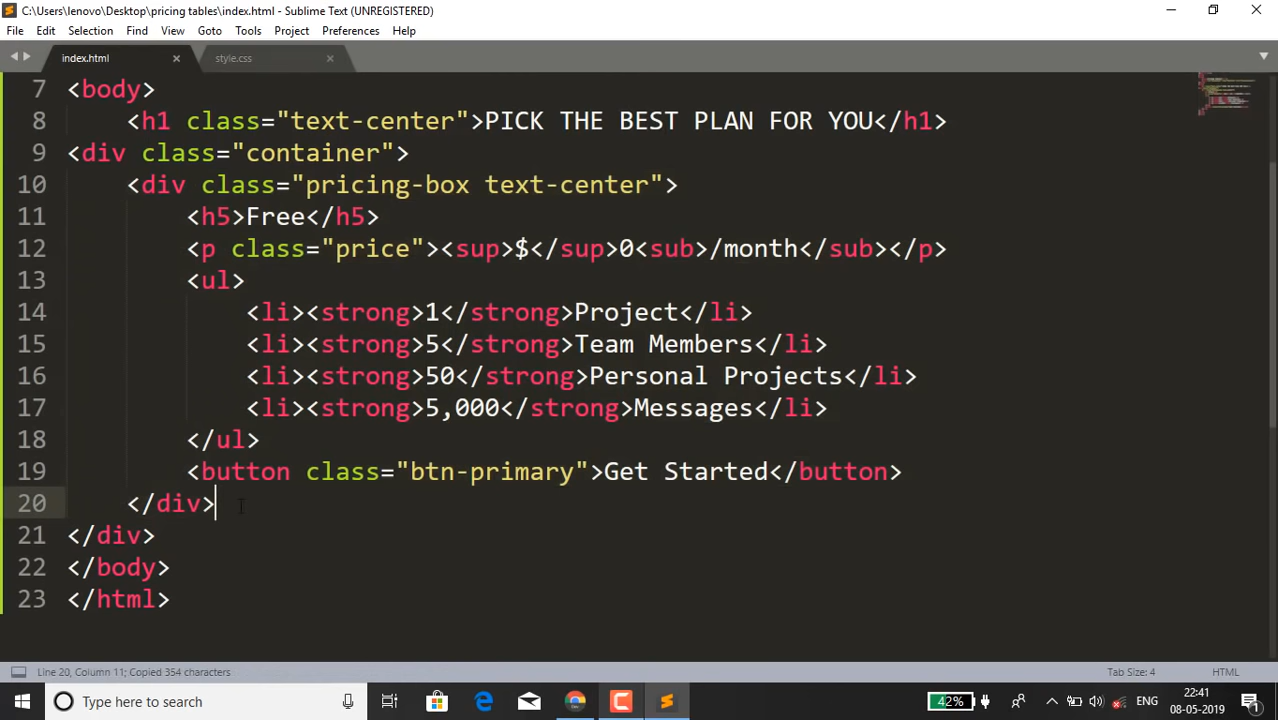 C:\Users\lenovo\Desktop\pricing tables\index.html - Sublime Text (UNREGISTERED)
File Edit Selection Find View Goto Tools Project Preferences Help
index.html × style.css ×
7 <body>
8 <h1 class="text-center">PICK THE BEST PLAN FOR YOU</h1>
9 <div class="container">
10 <div class="pricing-box text-center">
11 <h5>Free</h5>
12 <p class="price"><sup>$</sup>0<sub>/month</sub></p>
13 <ul>
14 <li><strong>1</strong>Project</li>
15 <li><strong>5</strong>Team Members</li>
16 <li><strong>50</strong>Personal Projects</li>
17 <li><strong>5,000</strong>Messages</li>
18 </ul>
19 <button class="btn-primary">Get Started</button>
20 </div>
21 </div>
22 </body>
23 </html>
Line 20, Column 11; Copied 354 characters Tab Size: 4 HTML
Type here to search 42% ENG 22:41
08-05-2019 1